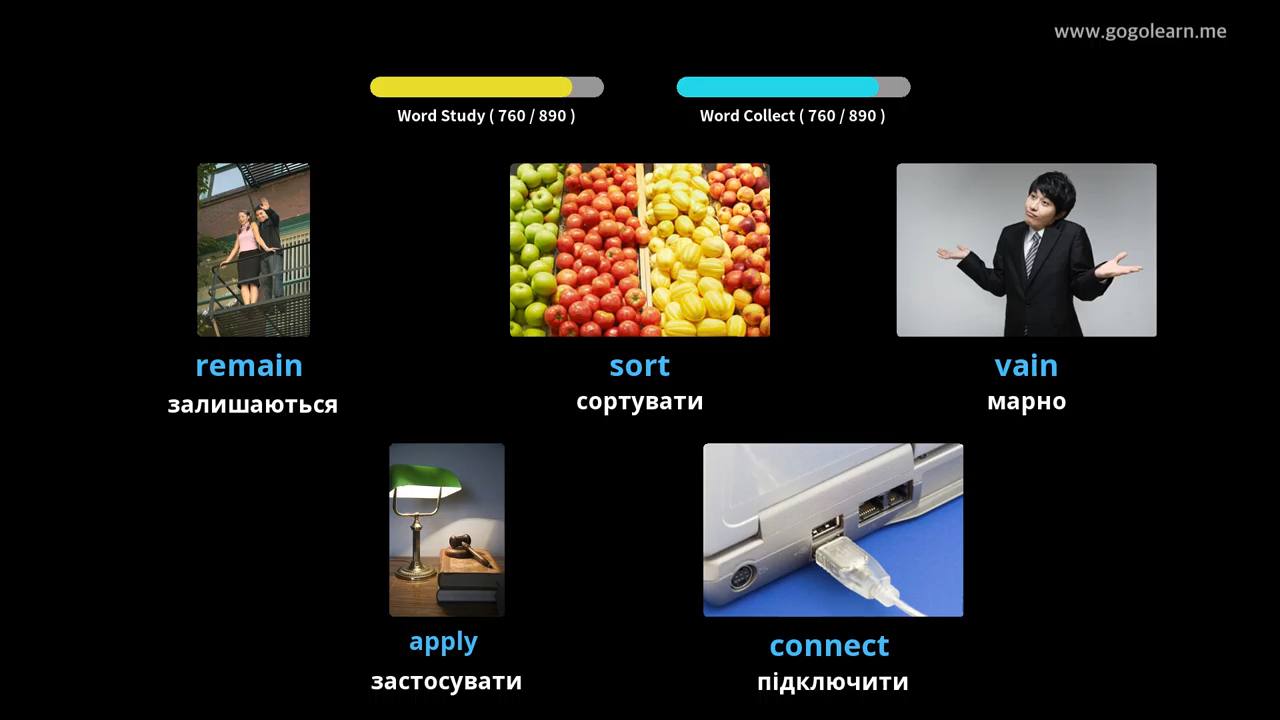 www.gogolearn.me
Word Study ( 760 / 890 )
Word Collect ( 760 / 890 )
remain
залишаються
sort
сортувати
vain
марно
apply
застосувати
connect
підключити